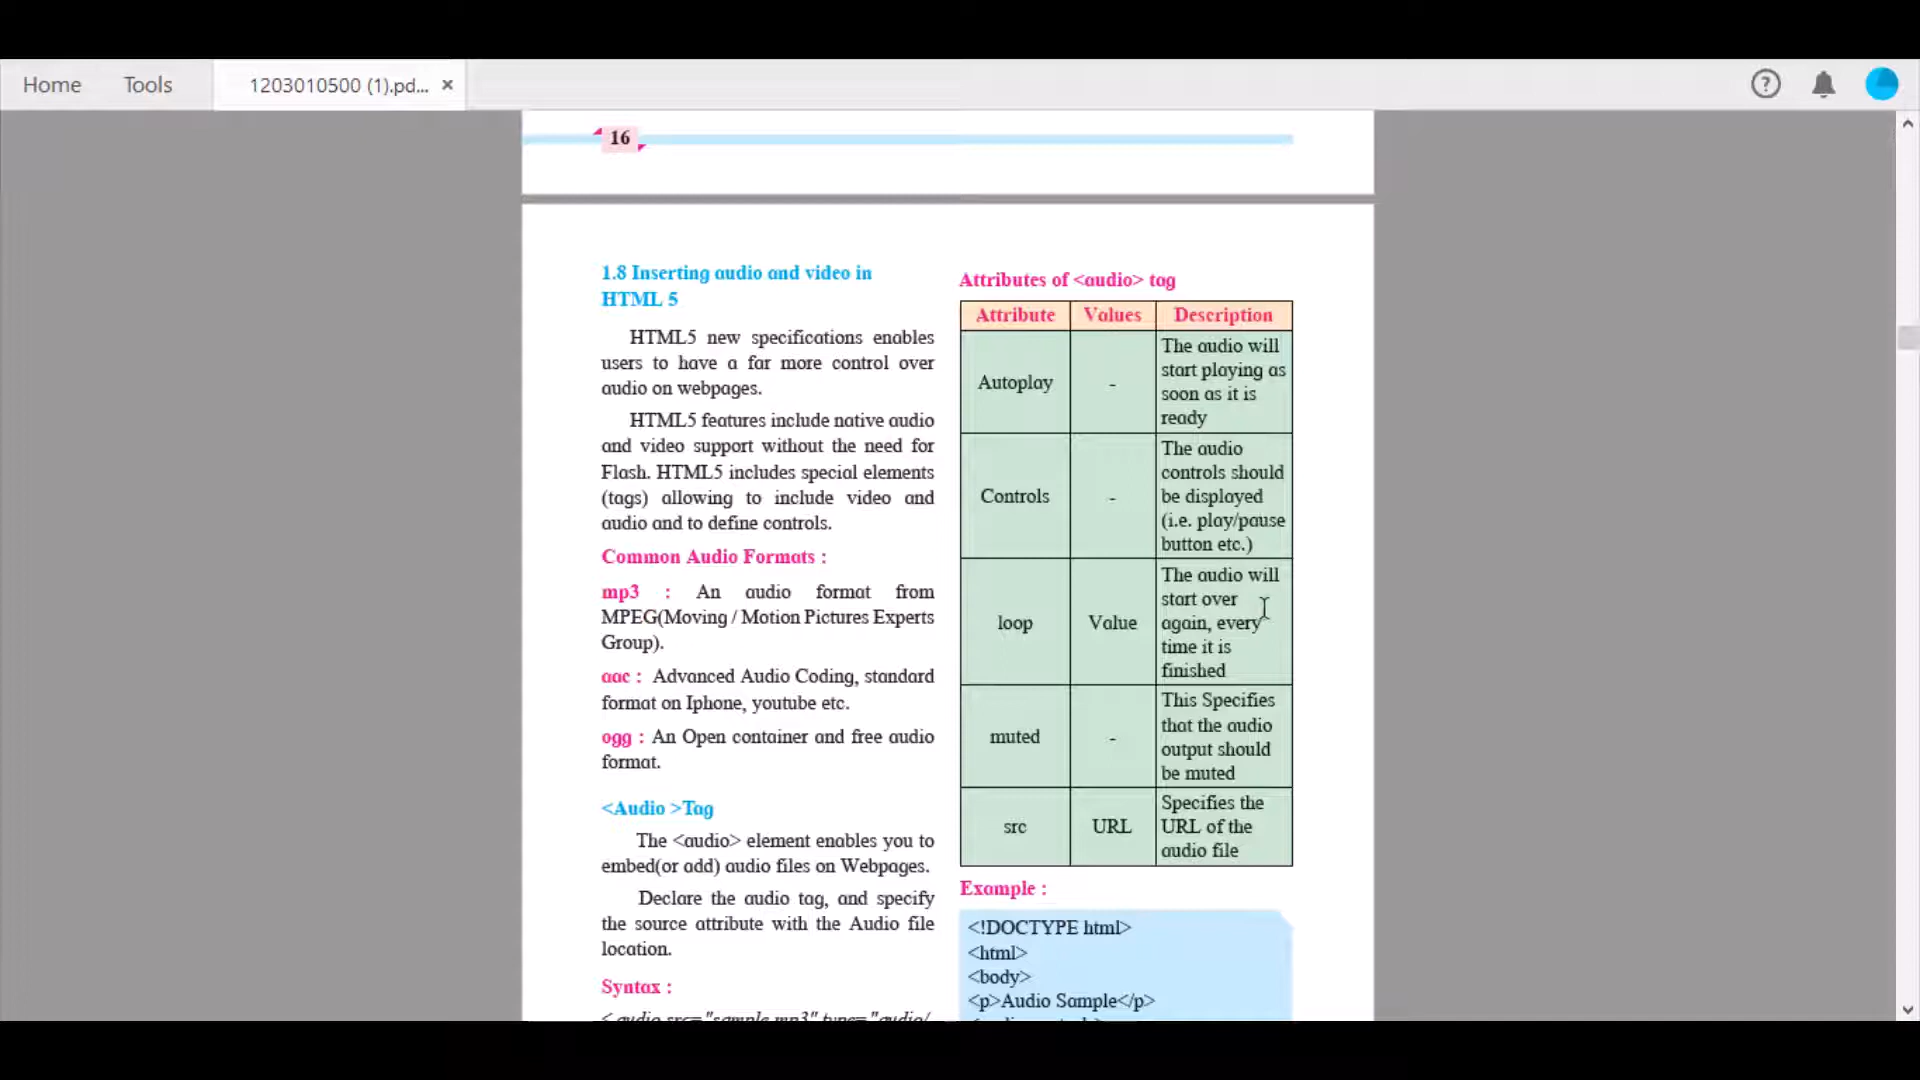 Home
Tools
1203010500 (1).pd...
16
1.8 Inserting audio and video in
HTML 5
HTML5 new specifications enables
users to have a far more control over
audio on webpages.
HTML5 features include native audio
and video support without the need for
Flash. HTML5 includes special elements
(tags) allowing to include video and
audio and to define controls.
Common Audio Formats :
mp3 : An audio format from
MPEG(Moving / Motion Pictures Experts
Group).
aac : Advanced Audio Coding, standard
format on Iphone, youtube etc.
ogg : An Open container and free audio
format.
<Audio >Tag
The <audio> element enables you to
embed(or add) audio files on Webpages.
Declare the audio tag, and specify
the source attribute with the Audio file
location.
Syntax :
< audio src="sample.mp3" type="audio/
Attributes of <audio> tag
Attribute Values Description
Autoplay - The audio will
start playing as
soon as it is
ready
Controls - The audio
controls should
be displayed
(i.e. play/pause
button etc.)
loop Value The audio will
start over
again, every
time it is
finished
muted - This Specifies
that the audio
output should
be muted
src URL Specifies the
URL of the
audio file
Example :
<!DOCTYPE html>
<html>
<body>
<p>Audio Sample</p>